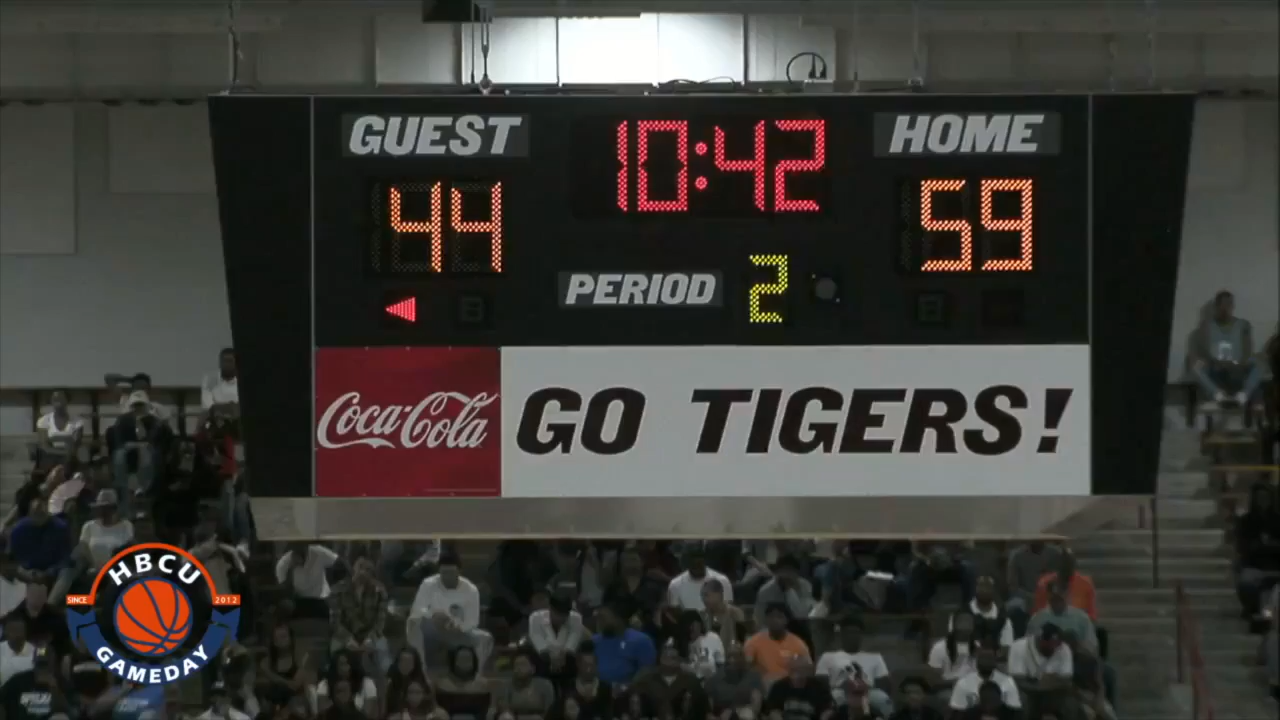 GUEST 10:42 HOME
44 59
PERIOD 2
Coca-Cola GO TIGERS!
HBCU
SINCE 2012
GAMEDAY